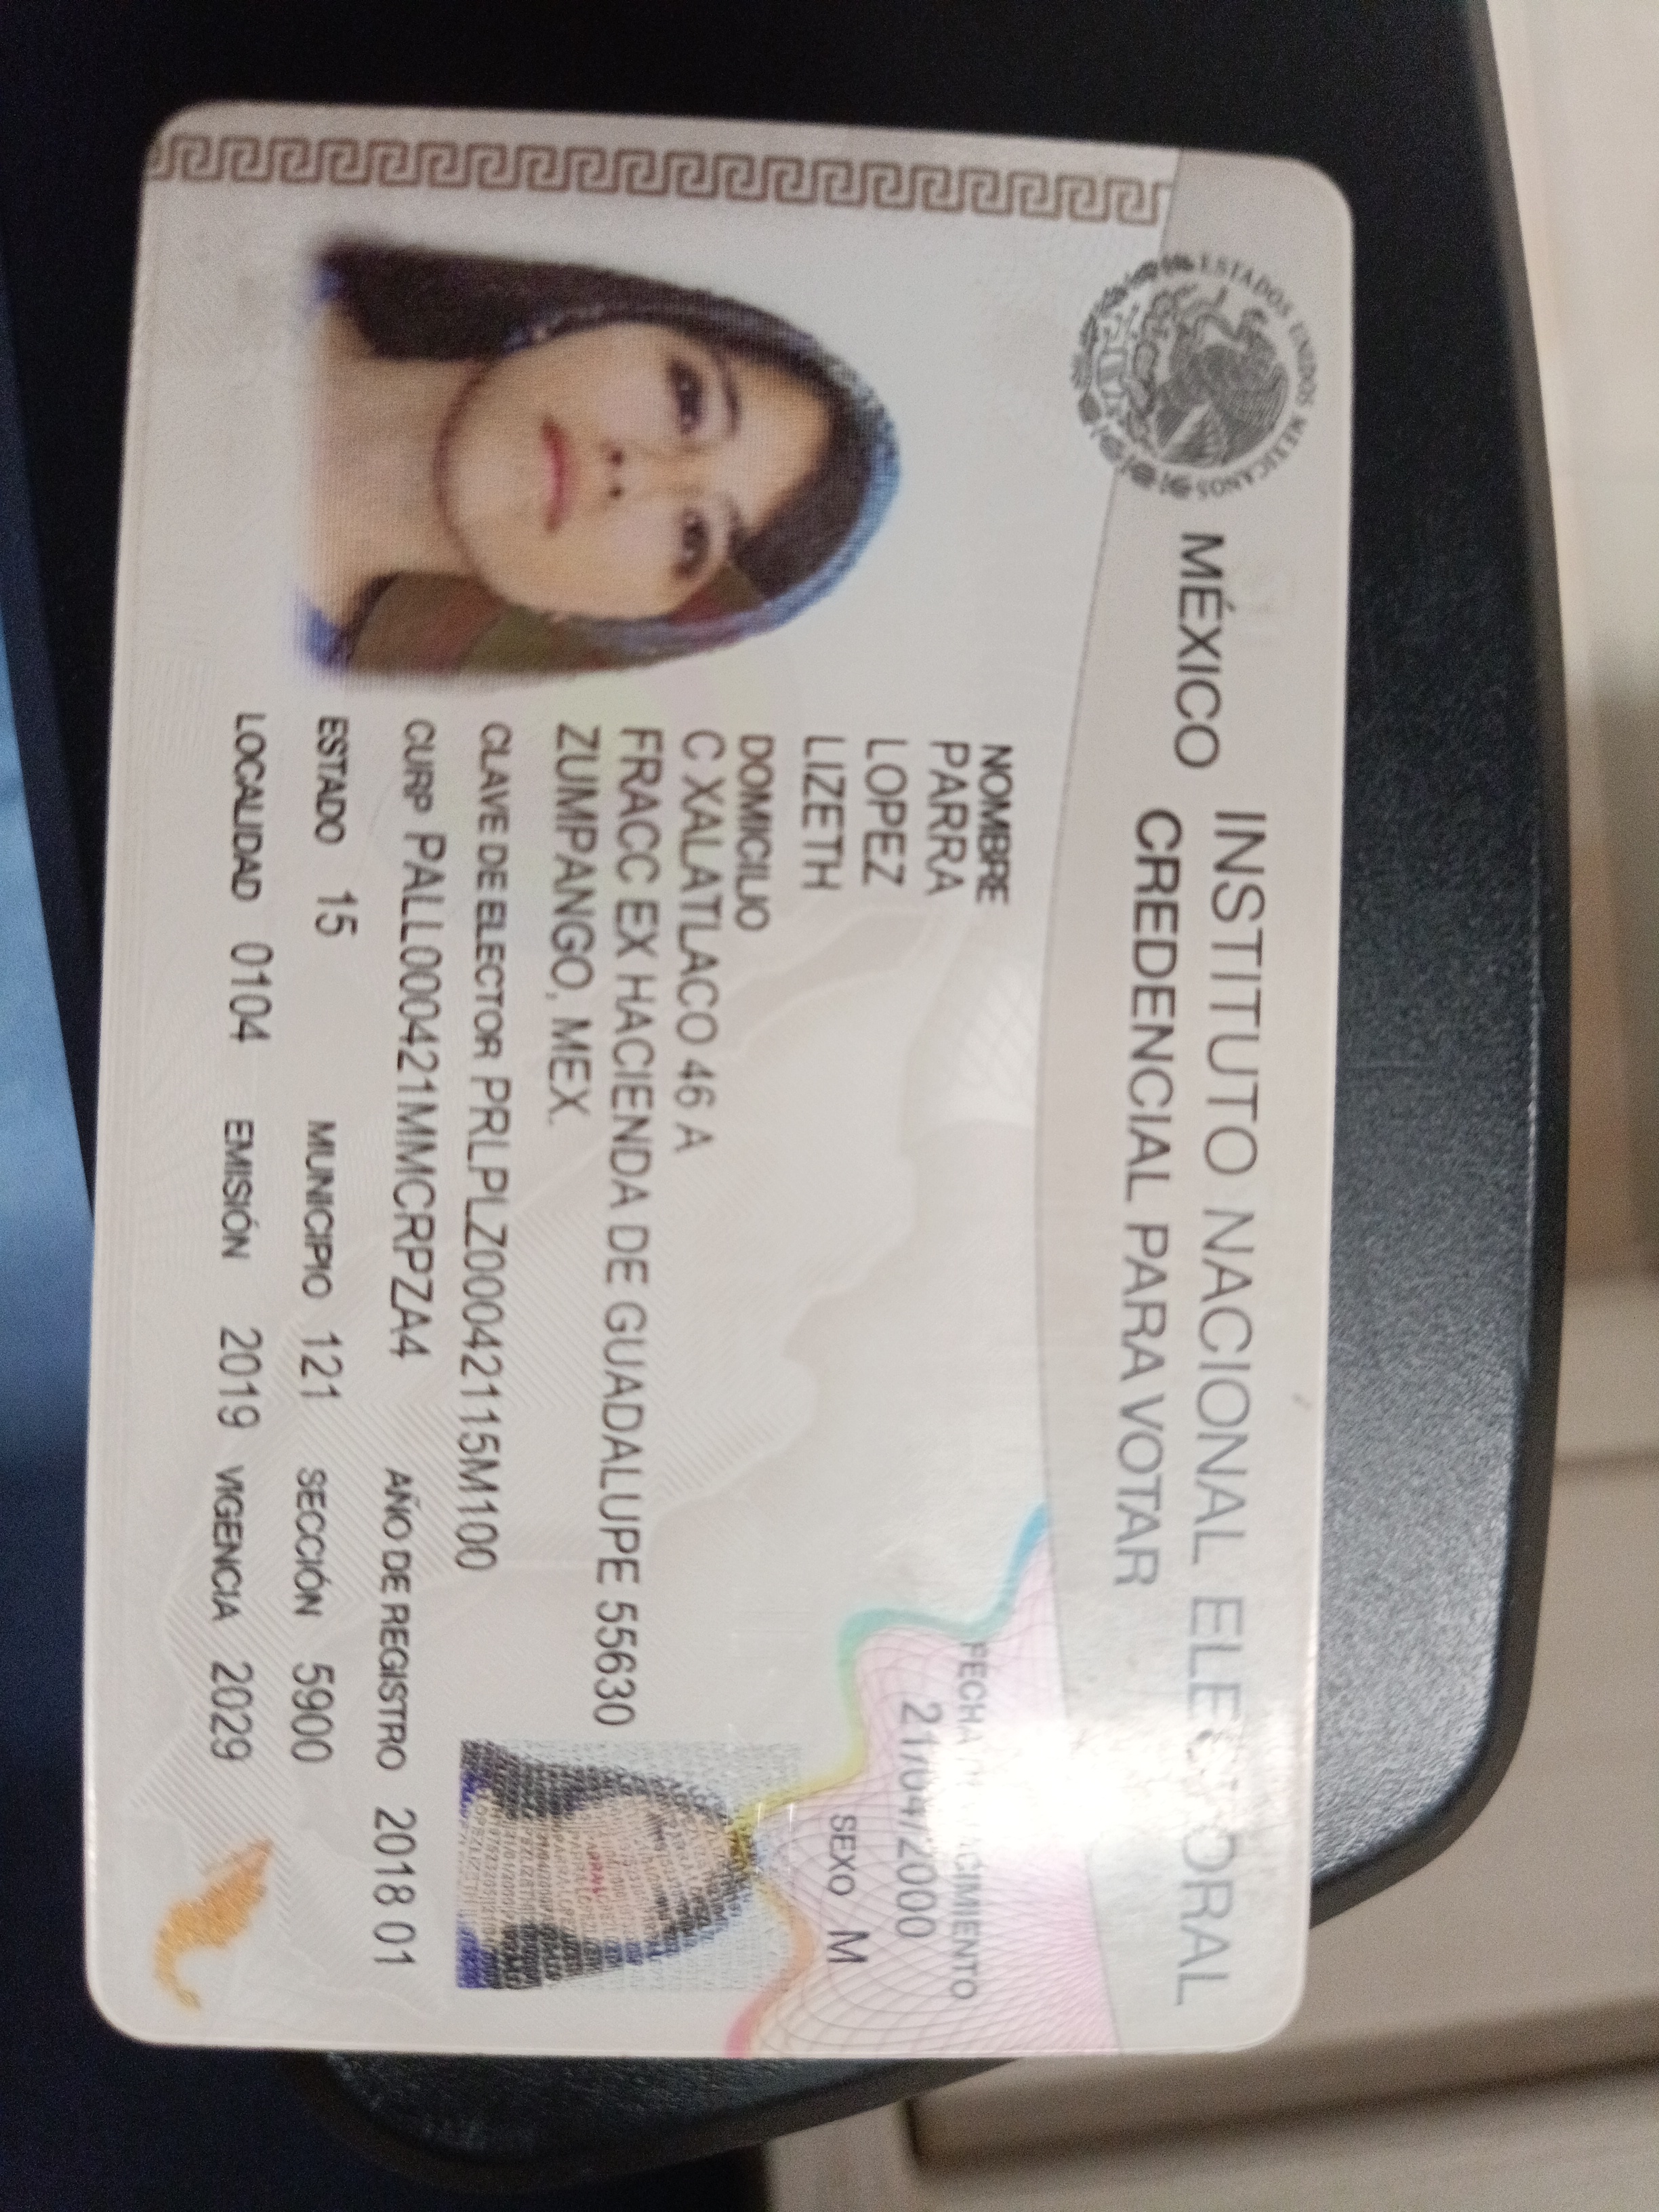 ESTADOS UNIDOS MEXICANOS
MÉXICO INSTITUTO NACIONAL ELECTORAL
CREDENCIAL PARA VOTAR
NOMBRE
PARRA
LOPEZ
LIZETH
FECHA DE NACIMIENTO
21/04/2000
SEXO M
DOMICILIO
C XALATLACO 46 A
FRACC EX HACIENDA DE GUADALUPE 55630
ZUMPANGO, MEX.
CLAVE DE ELECTOR PRLPLZ00042115M100
CURP PALL000421MMCRPZA4 AÑO DE REGISTRO 2018 01
ESTADO 15 MUNICIPIO 121 SECCIÓN 5900
LOCALIDAD 0104 EMISIÓN 2019 VIGENCIA 2029